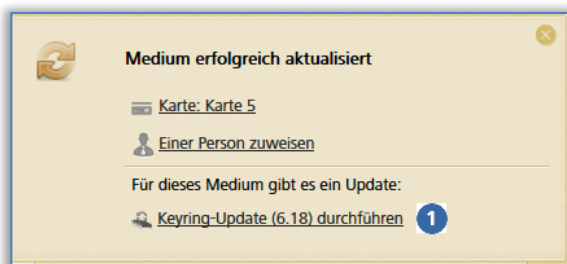 Medium erfolgreich aktualisiert
Karte: Karte 5
Einer Person zuweisen
Für dieses Medium gibt es ein Update:
Keyring-Update (6.18) durchführen 1